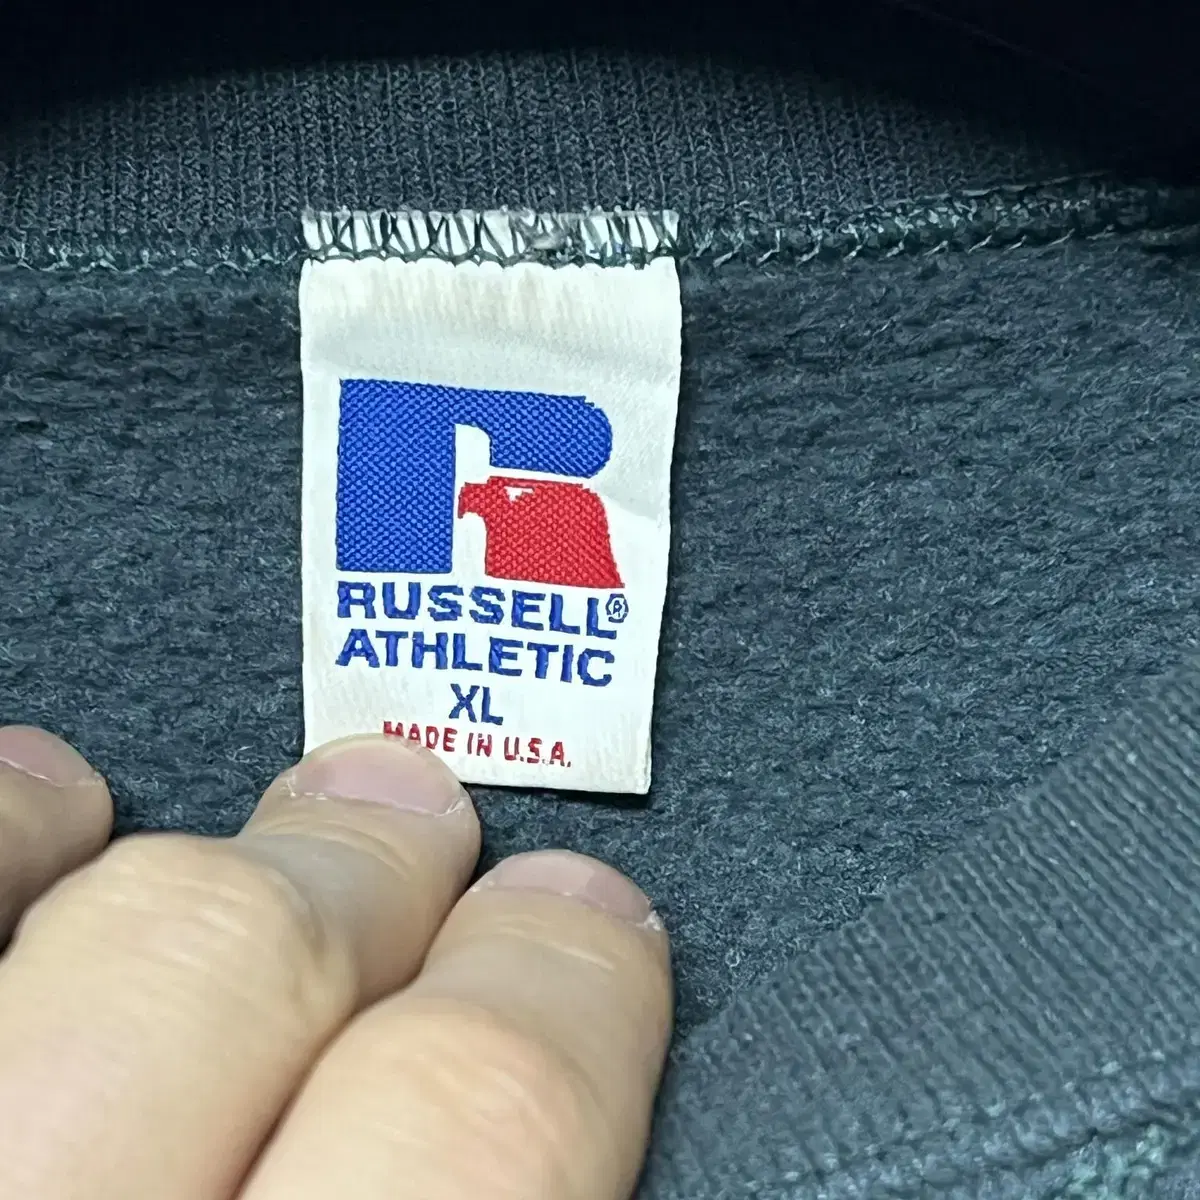 RUSSELL®
ATHLETIC
XL
MADE IN U.S.A.